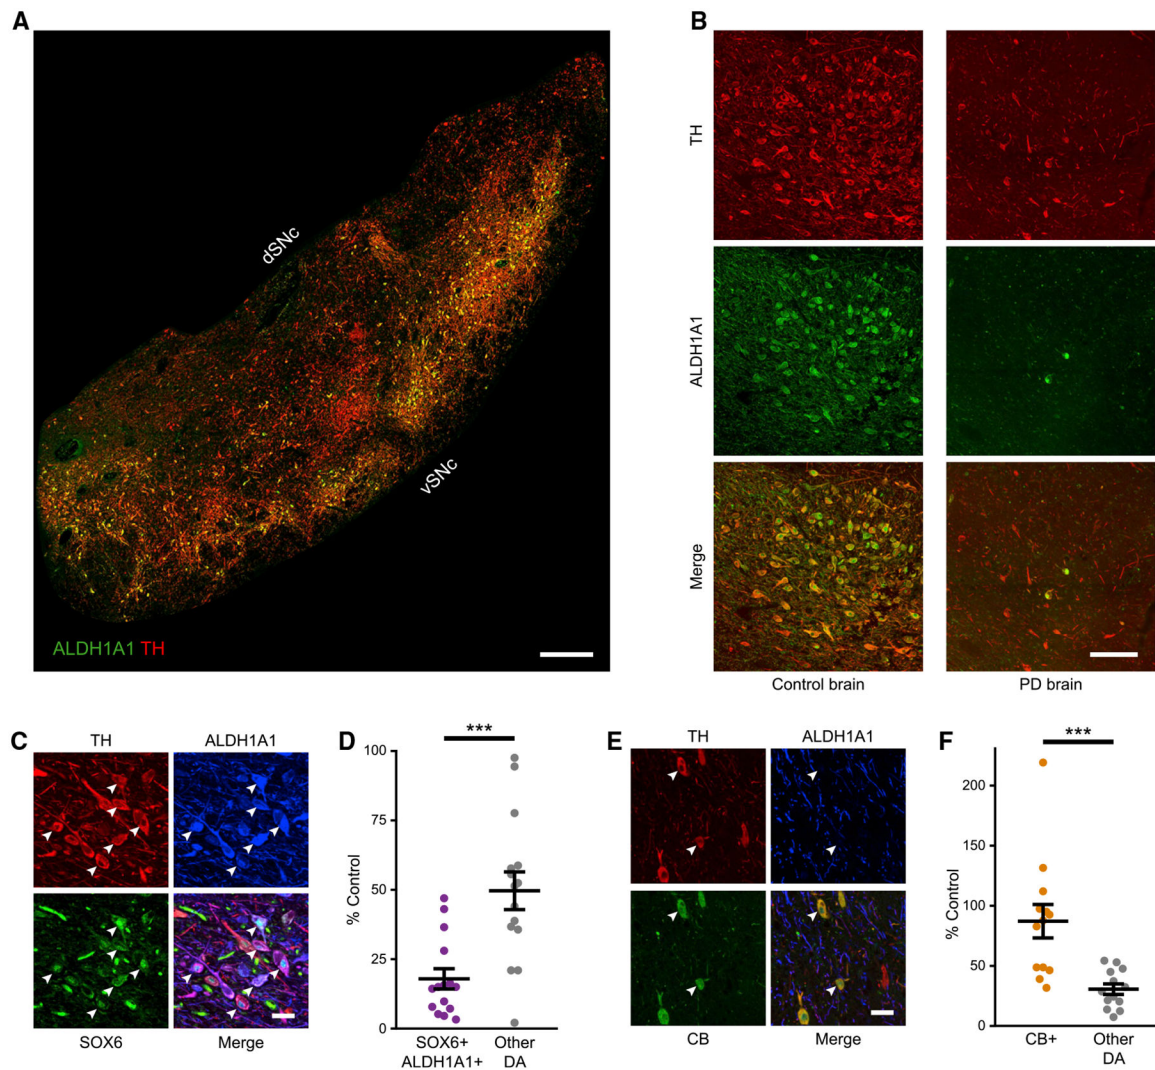 A
dSNc
vSNc
ALDH1A1 TH
B
TH
ALDH1A1
Merge
Control brain
PD brain
C
TH
ALDH1A1
SOX6
Merge
D
***
100
75
50
25
0
% Control
SOX6+
ALDH1A1+
Other
DA
E
TH
ALDH1A1
CB
Merge
F
***
200
150
100
50
0
% Control
CB+
Other
DA